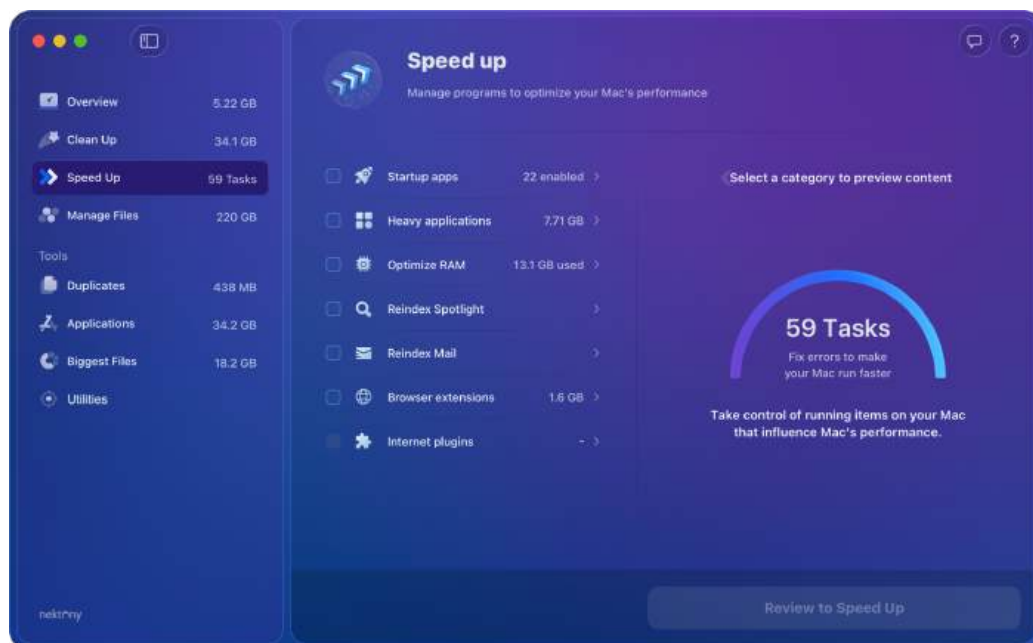 Speed up
Manage programs to optimize your Mac's performance
?
Overview 5.22 GB
Clean Up 34.1 GB
Speed Up 59 Tasks
Manage Files 220 GB
Tools
Duplicates 438 MB
Applications 34.2 GB
Biggest Files 18.2 GB
Utilities
nektony
Startup apps 22 enabled
Heavy applications 7.71 GB
Optimize RAM 13.1 GB used
Reindex Spotlight
Reindex Mail
Browser extensions 1.6 GB
Internet plugins -
Select a category to preview content
59 Tasks
Fix errors to make
your Mac run faster
Take control of running items on your Mac
that influence Mac's performance.
Review to Speed Up